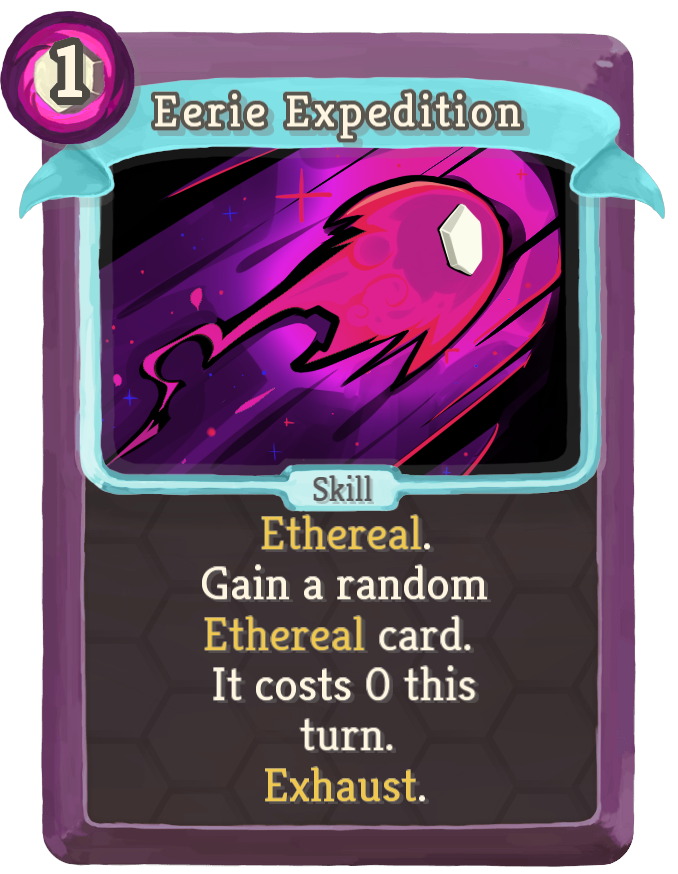 1
Eerie Expedition
Skill
Ethereal.
Gain a random
Ethereal card.
It costs 0 this
turn.
Exhaust.